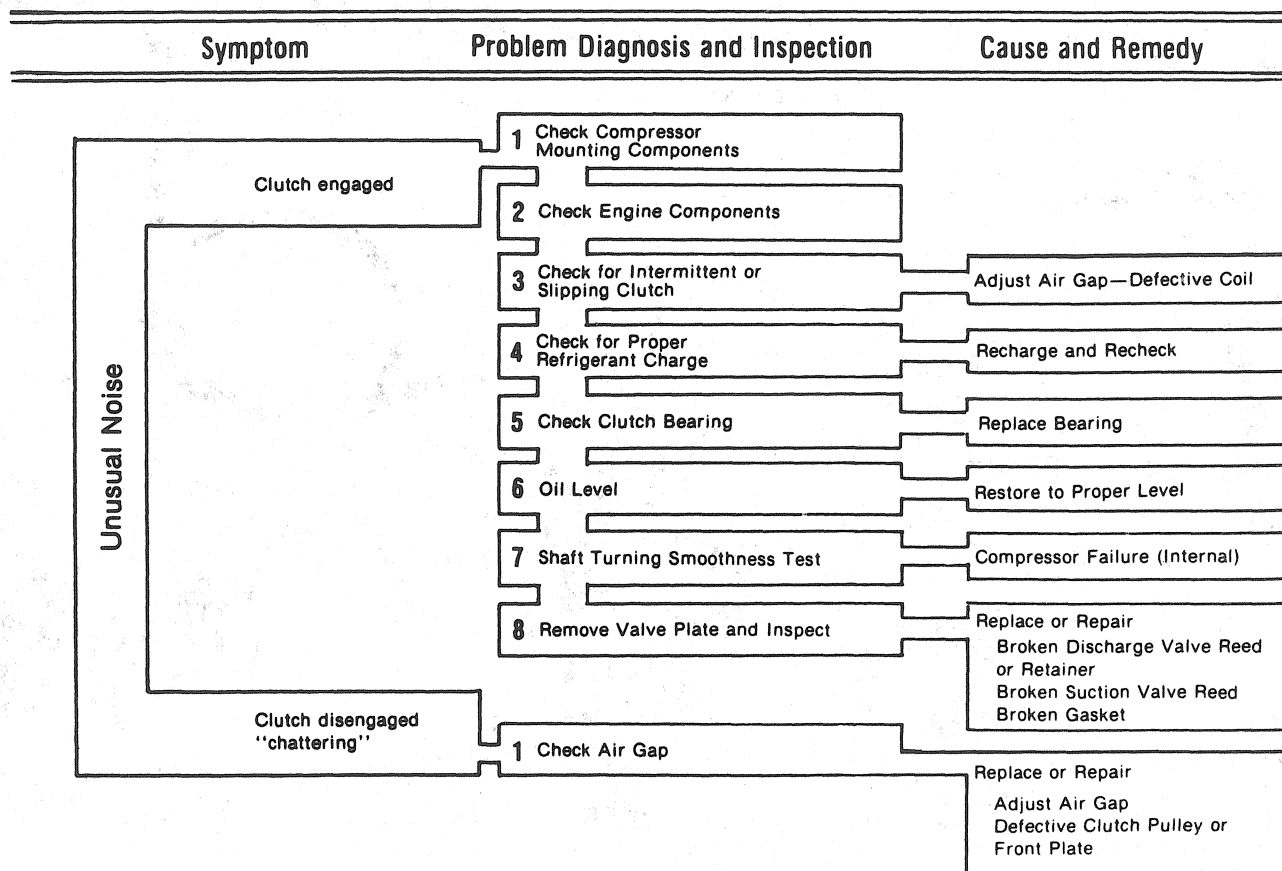 Symptom Problem Diagnosis and Inspection Cause and Remedy
Unusual Noise
Clutch engaged
1 Check Compressor
Mounting Components
2 Check Engine Components
3 Check for Intermittent or
Slipping Clutch
Adjust Air Gap—Defective Coil
4 Check for Proper
Refrigerant Charge
Recharge and Recheck
5 Check Clutch Bearing
Replace Bearing
6 Oil Level
Restore to Proper Level
7 Shaft Turning Smoothness Test
Compressor Failure (Internal)
8 Remove Valve Plate and Inspect
Replace or Repair
Broken Discharge Valve Reed
or Retainer
Broken Suction Valve Reed
Broken Gasket
Clutch disengaged
''chattering''
1 Check Air Gap
Replace or Repair
Adjust Air Gap
Defective Clutch Pulley or
Front Plate